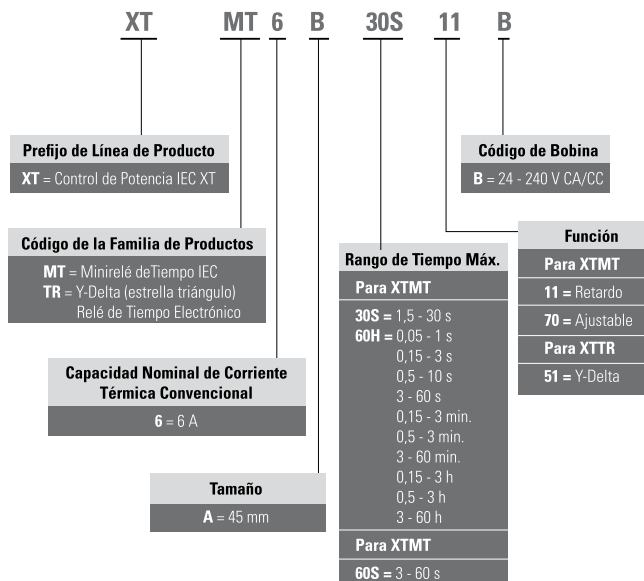 XT MT 6 B 30S 11 B
Prefijo de Línea de Producto
XT = Control de Potencia IEC XT
Código de Bobina
B = 24 - 240 V CA/CC
Código de la Familia de Productos
MT = Minirelé deTiempo IEC
TR = Y-Delta (estrella triángulo)
Relé de Tiempo Electrónico
Función
Para XTMT
11 = Retardo
70 = Ajustable
Para XTTR
51 = Y-Delta
Rango de Tiempo Máx.
Para XTMT
30S = 1,5 - 30 s
60H = 0,05 - 1 s
0,15 - 3 s
0,5 - 10 s
3 - 60 s
0,15 - 3 min.
0,5 - 3 min.
3 - 60 min.
0,15 - 3 h
0,5 - 3 h
3 - 60 h
Para XTMT
60S = 3 - 60 s
Capacidad Nominal de Corriente
Térmica Convencional
6 = 6 A
Tamaño
A = 45 mm